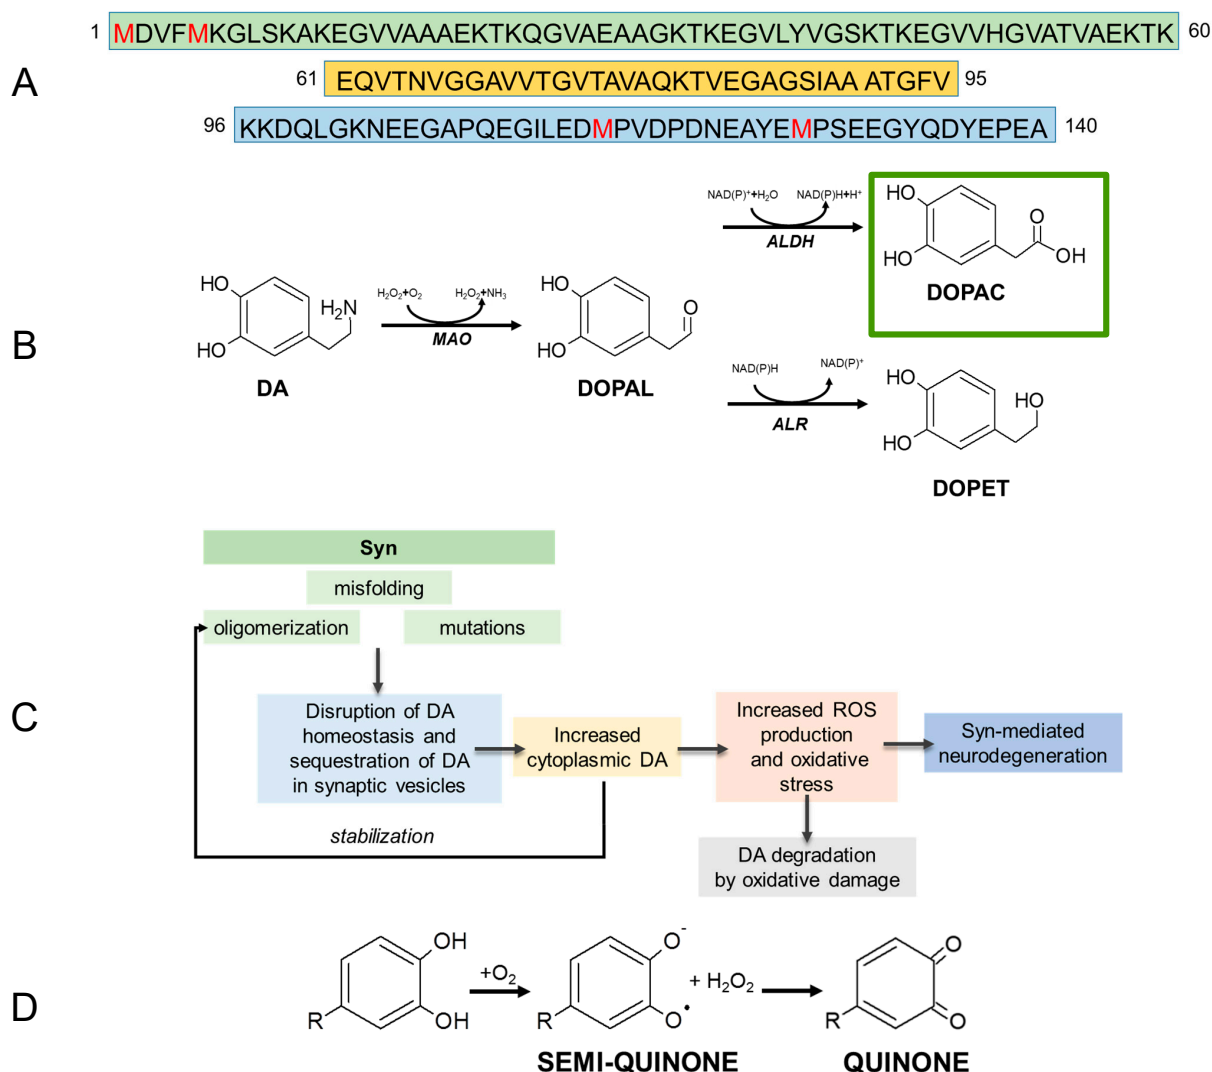 A
1 MDVFMKGLSKAKEGVVAAAEKTKQGVAEAAGKTKEGVLYVGSKTKEGVVHGVATVAEKTK 60
61 EQVTNVGGAVVTGVTAVAQKTVEGAGSIAA ATGFV 95
96 KKDQLGKNEEGAPQEGILEDMPVDPDNEAYEMPSEEGYQDYEPEA 140
B
HO
HO
H₂N
DA
H₂O₂+O₂
H₂O₂+NH₃
MAO
HO
HO
O
DOPAL
NAD(P)⁺+H₂O
NAD(P)H+H⁺
ALDH
HO
HO
O
OH
DOPAC
NAD(P)H
NAD(P)⁺
ALR
HO
HO
HO
DOPET
C
Syn
misfolding
oligomerization
mutations
Disruption of DA
homeostasis and
sequestration of DA
in synaptic vesicles
Increased
cytoplasmic DA
Increased ROS
production
and oxidative
stress
Syn-mediated
neurodegeneration
stabilization
DA degradation
by oxidative damage
D
OH
OH
R
+O₂
O⁻
O•
R
SEMI-QUINONE
+ H₂O₂
O
O
R
QUINONE